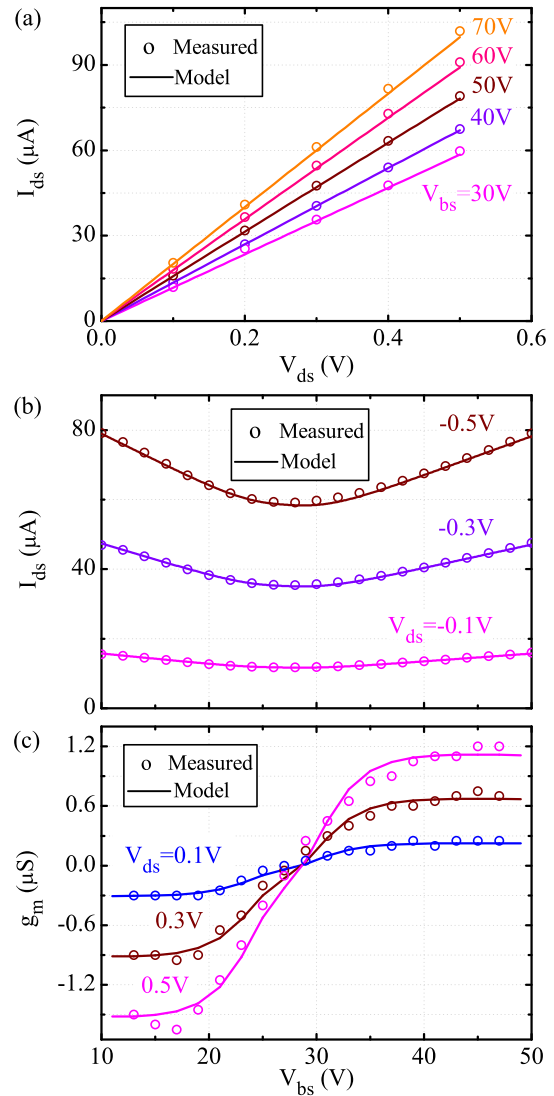 (a)
Measured
Model
70V
60V
50V
40V
V_bs=30V
90
60
30
0
I_ds (μA)
0.0 0.2 0.4 0.6
V_ds (V)
(b)
Measured
Model
-0.5V
-0.3V
V_ds=-0.1V
80
40
0
I_ds (μA)
(c)
Measured
Model
V_ds=0.1V
0.3V
0.5V
1.2
0.6
0.0
-0.6
-1.2
g_m (μS)
10 20 30 40 50
V_bs (V)